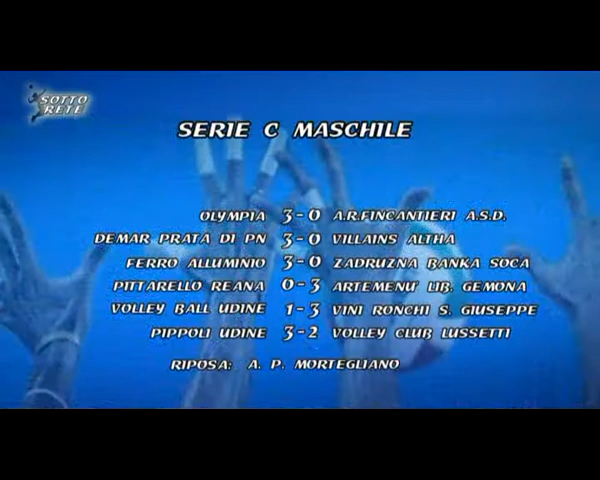 SOTTO
RETE
SERIE C MASCHILE
OLYMPIA 3-0 A.R.FINCANTIERI A.S.D.
DEMAR PRATA DI PN 3-0 VILLAINS ALTHA
FERRO ALLUMINIO 3-0 ZADRUZNA BANKA SOCA
PITTARELLO REANA 0-3 ARTEMENU' LIB. GEMONA
VOLLEY BALL UDINE 1-3 VINI RONCHI S. GIUSEPPE
PIPPOLI UDINE 3-2 VOLLEY CLUB LUSSETTI
RIPOSA: A. P. MORTEGLIANO